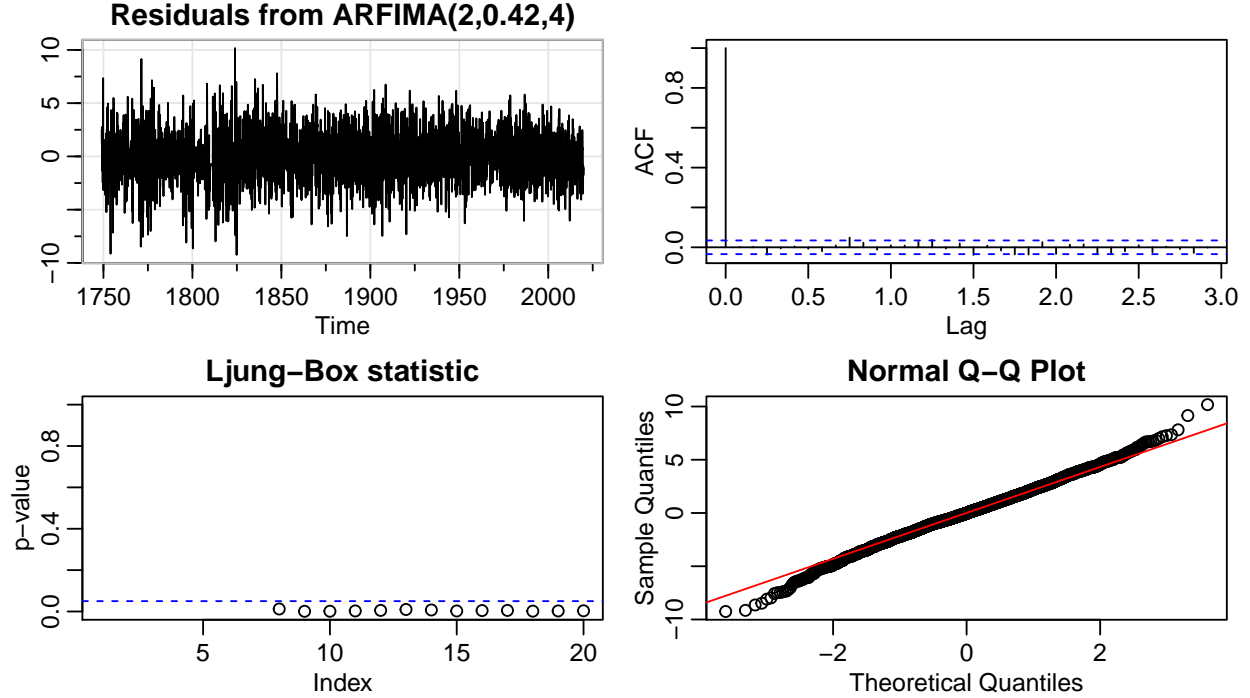 Residuals from ARFIMA(2,0.42,4)
10
5
0
−10
1750 1800 1850 1900 1950 2000
Time
ACF
0.8
0.4
0.0
0.0 0.5 1.0 1.5 2.0 2.5 3.0
Lag
Ljung−Box statistic
p−value
0.8
0.4
0.0
5 10 15 20
Index
Normal Q−Q Plot
Sample Quantiles
10
5
0
−10
−2 0 2
Theoretical Quantiles